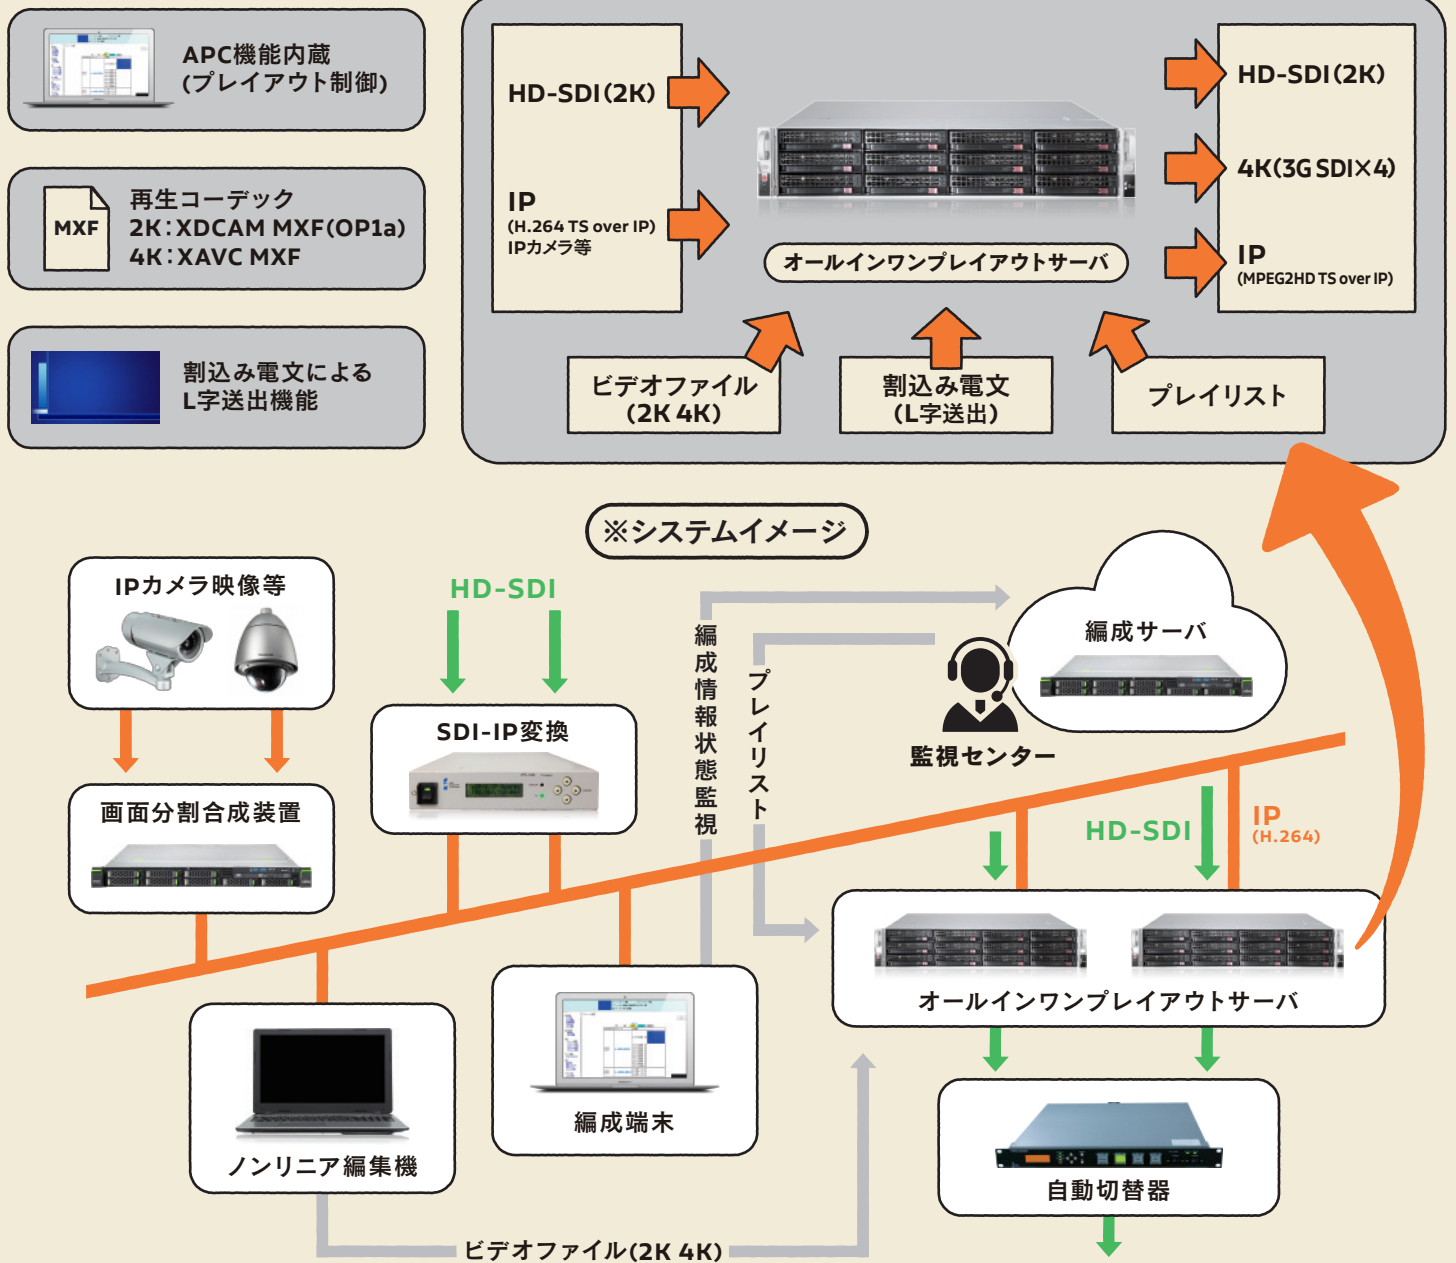 APC機能内蔵
(プレイアウト制御)
MXF
再生コーデック
2K:XDCAM MXF(OP1a)
4K:XAVC MXF
割込み電文による
L字送出機能
HD-SDI(2K)
IP
(H.264 TS over IP)
IPカメラ等
オールインワンプレイアウトサーバ
HD-SDI(2K)
4K(3G SDI×4)
IP
(MPEG2HD TS over IP)
ビデオファイル
(2K 4K)
割込み電文
(L字送出)
プレイリスト
※システムイメージ
IPカメラ映像等
画面分割合成装置
HD-SDI
SDI-IP変換
編成情報状態監視
プレイリスト
編成サーバ
監視センター
HD-SDI
IP
(H.264)
オールインワンプレイアウトサーバ
ノンリニア編集機
編成端末
自動切替器
ビデオファイル(2K 4K)